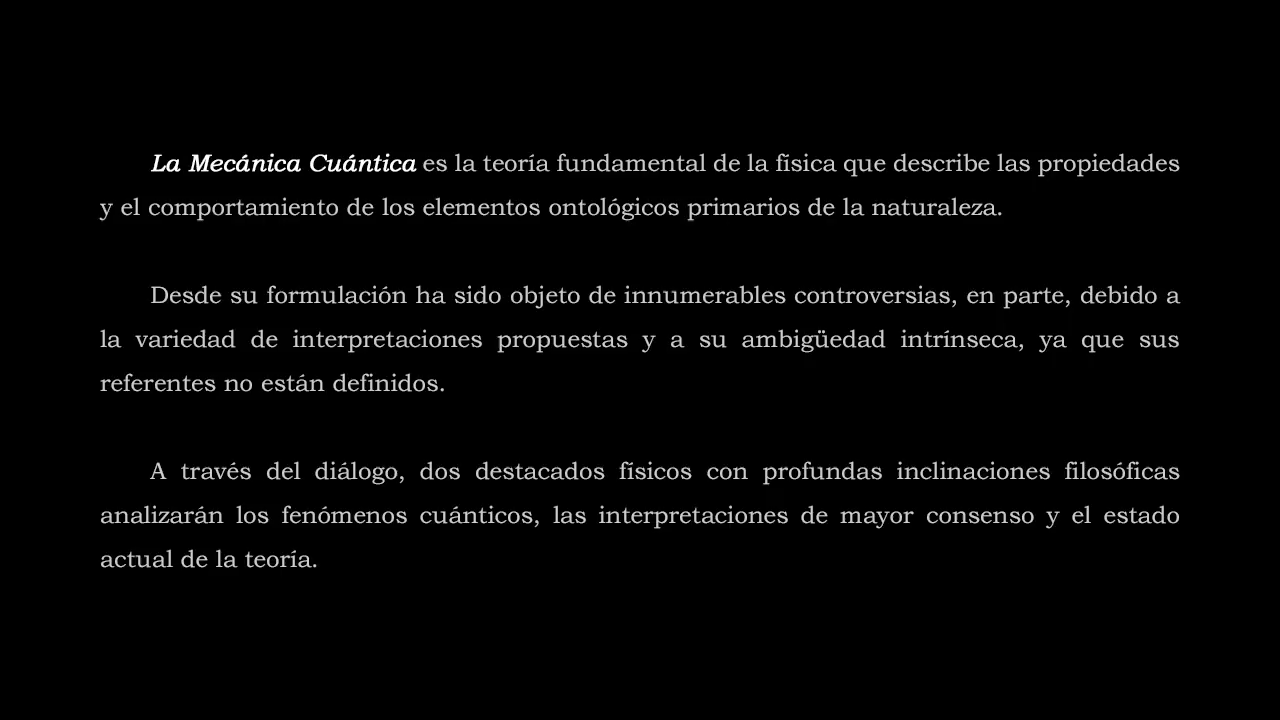 La Mecánica Cuántica es la teoría fundamental de la física que describe las propiedades
y el comportamiento de los elementos ontológicos primarios de la naturaleza.
Desde su formulación ha sido objeto de innumerables controversias, en parte, debido a
la variedad de interpretaciones propuestas y a su ambigüedad intrínseca, ya que sus
referentes no están definidos.
A través del diálogo, dos destacados físicos con profundas inclinaciones filosóficas
analizarán los fenómenos cuánticos, las interpretaciones de mayor consenso y el estado
actual de la teoría.